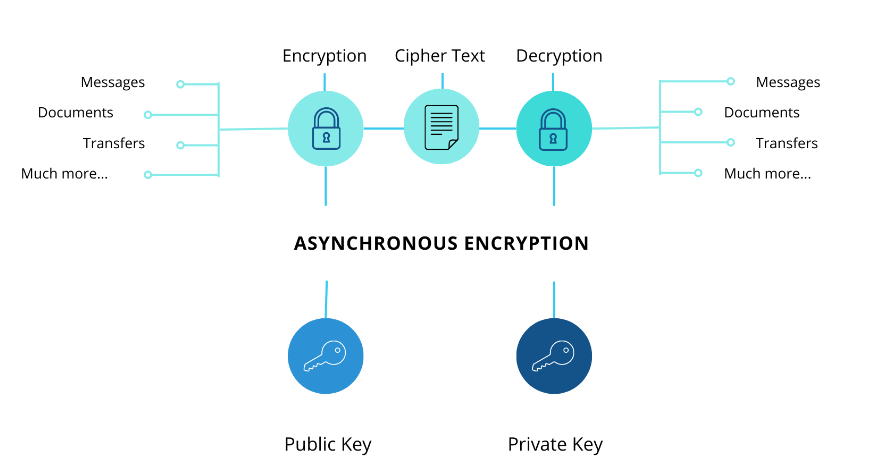 Encryption
Cipher Text
Decryption
Messages
Documents
Transfers
Much more...
Messages
Documents
Transfers
Much more...
ASYNCHRONOUS ENCRYPTION
Public Key
Private Key